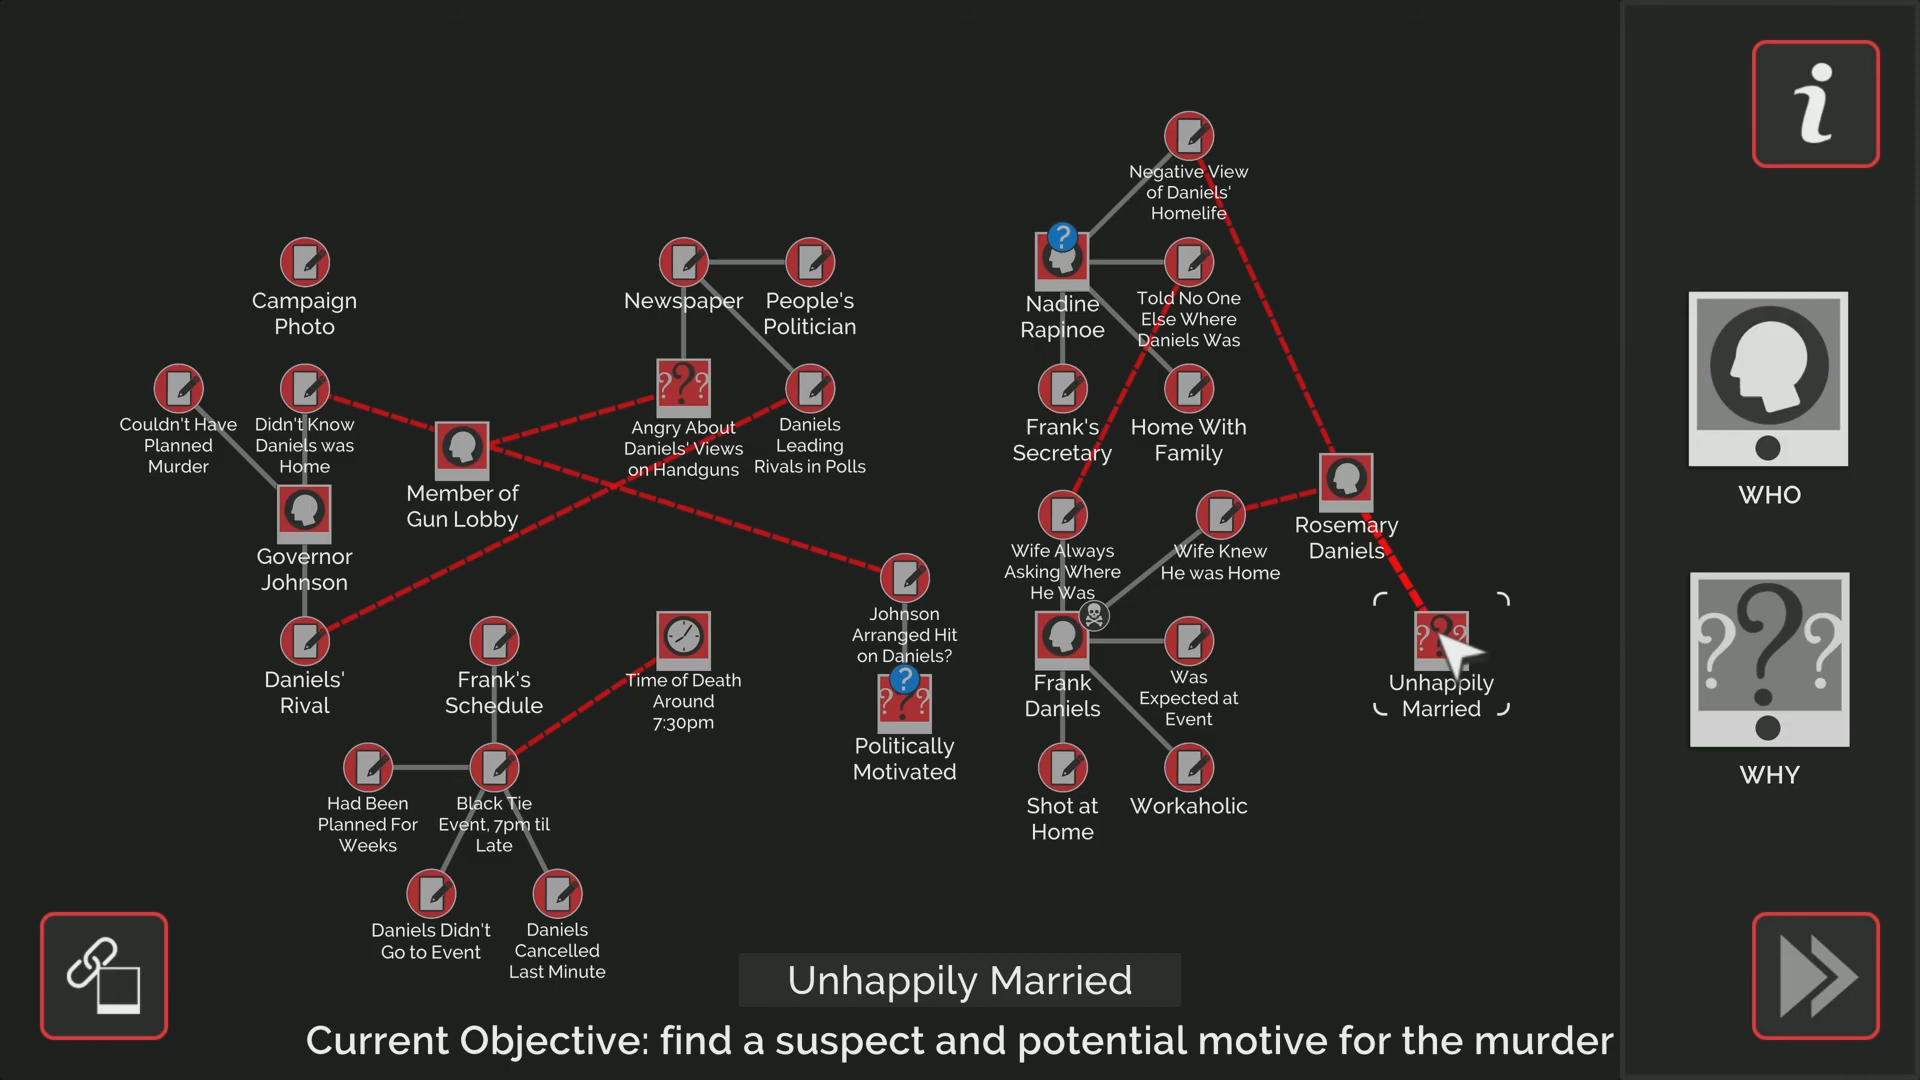 Negative View
of Daniels'
Homelife
Campaign
Photo
Newspaper
People's
Politician
Nadine
Rapinoe
Told No One
Else Where
Daniels Was
Couldn't Have
Planned
Murder
Didn't Know
Daniels was
Home
Member of
Gun Lobby
Angry About
Daniels' Views
on Handguns
Daniels
Leading
Rivals in Polls
Frank's
Secretary
Home With
Family
Governor
Johnson
Wife Always
Asking Where
He Was
Wife Knew
He was Home
Rosemary
Daniels
Johnson
Arranged Hit
on Daniels?
Daniels'
Rival
Frank's
Schedule
Time of Death
Around
7:30pm
Politically
Motivated
Frank
Daniels
Was
Expected at
Event
Unhappily
Married
Had Been
Planned For
Weeks
Black Tie
Event, 7pm til
Late
Shot at
Home
Workaholic
Daniels Didn't
Go to Event
Daniels
Cancelled
Last Minute
Unhappily Married
Current Objective: find a suspect and potential motive for the murder
WHO
WHY